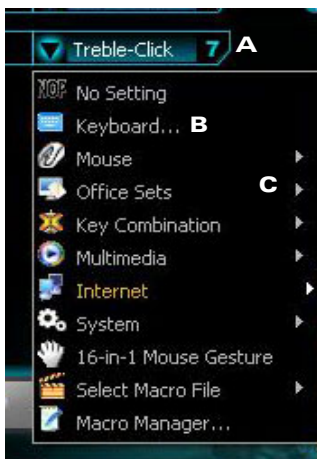 Treble-Click 7 A
NOP No Setting
Keyboard... B
Mouse
Office Sets C
Key Combination
Multimedia
Internet
System
16-in-1 Mouse Gesture
Select Macro File
Macro Manager...